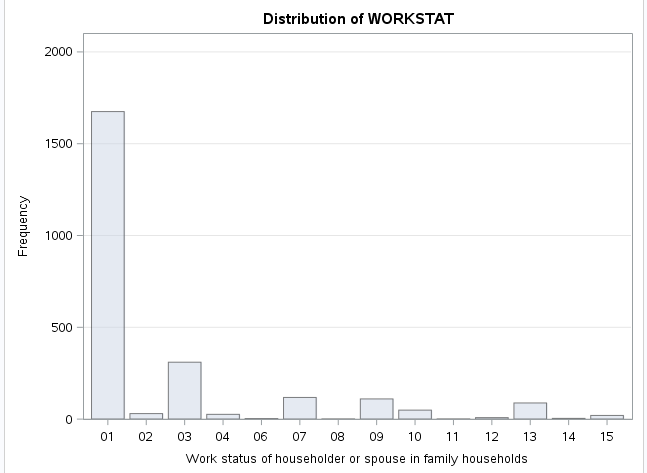 Distribution of WORKSTAT
2000
1500
1000
500
0
Frequency
01 02 03 04 06 07 08 09 10 11 12 13 14 15
Work status of householder or spouse in family households